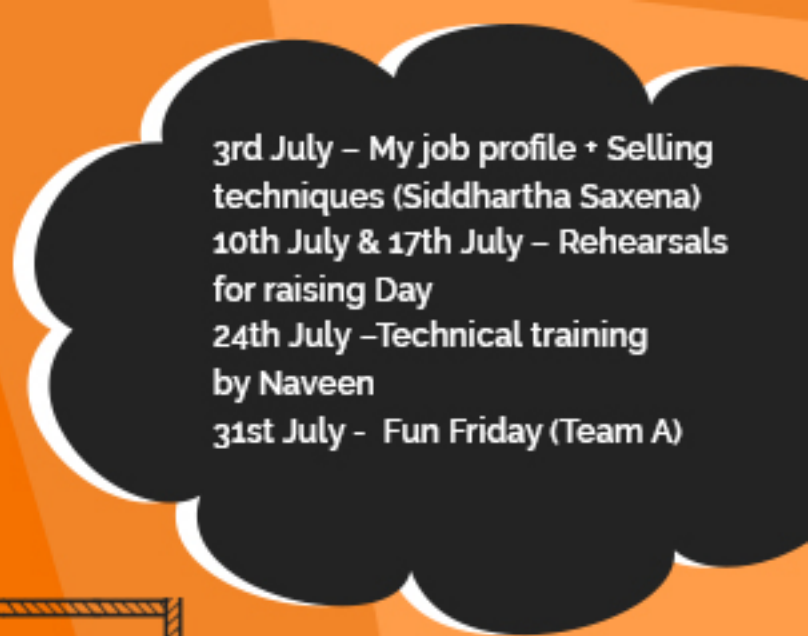 3rd July – My job profile + Selling
techniques (Siddhartha Saxena)
10th July & 17th July – Rehearsals
for raising Day
24th July –Technical training
by Naveen
31st July -  Fun Friday (Team A)